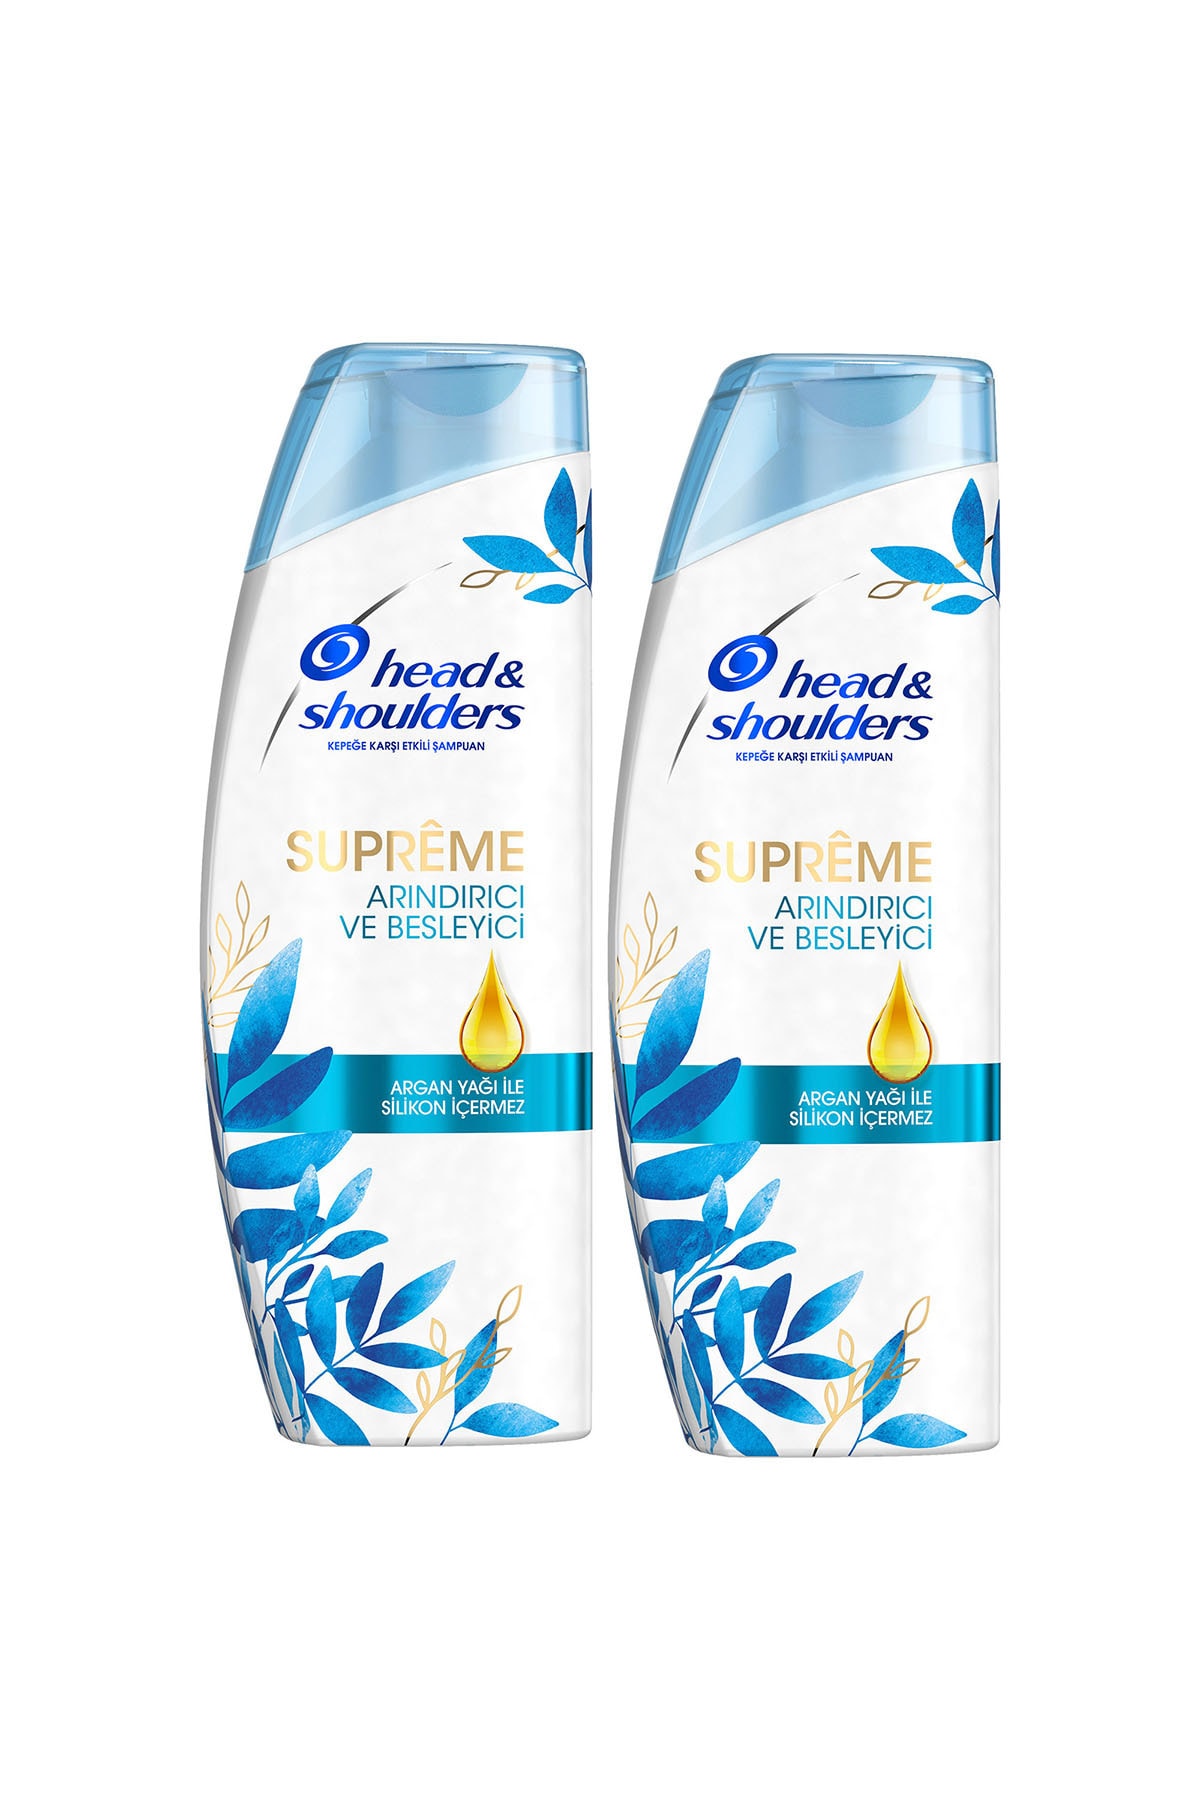 head &
shoulders
KEPEĞE KARŞI ETKİLİ ŞAMPUAN
SUPRÊME
ARINDIRICI
VE BESLEYİCİ
ARGAN YAĞI İLE
SİLİKON İÇERMEZ
head &
shoulders
KEPEĞE KARŞI ETKİLİ ŞAMPUAN
SUPRÊME
ARINDIRICI
VE BESLEYİCİ
ARGAN YAĞI İLE
SİLİKON İÇERMEZ